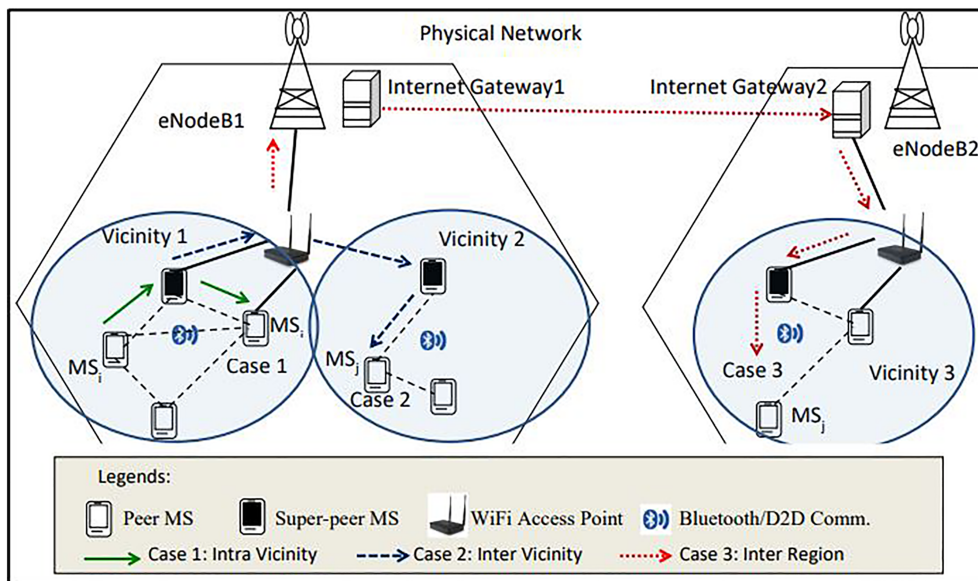 Physical Network
Internet Gateway1
Internet Gateway2
eNodeB1
eNodeB2
Vicinity 1
Vicinity 2
MSᵢ
MSᵢ
Case 1
MSⱼ
Case 2
Case 3
Vicinity 3
MSⱼ
Legends:
Peer MS
Super-peer MS
WiFi Access Point
Bluetooth/D2D Comm.
Case 1: Intra Vicinity
Case 2: Inter Vicinity
Case 3: Inter Region